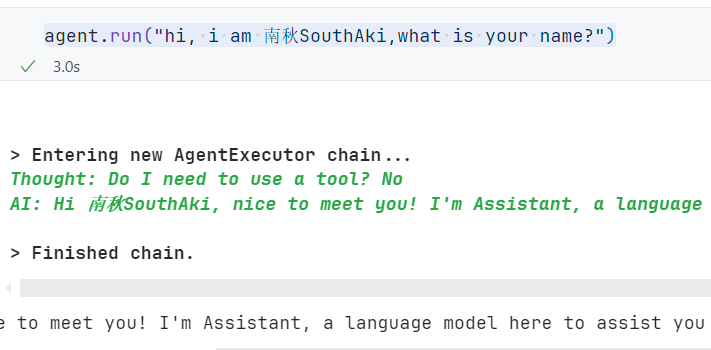 agent.run("hi, i am 南秋SouthAki,what is your name?")
3.0s
> Entering new AgentExecutor chain...
Thought: Do I need to use a tool? No
AI: Hi 南秋SouthAki, nice to meet you! I'm Assistant, a language
> Finished chain.
e to meet you! I'm Assistant, a language model here to assist you